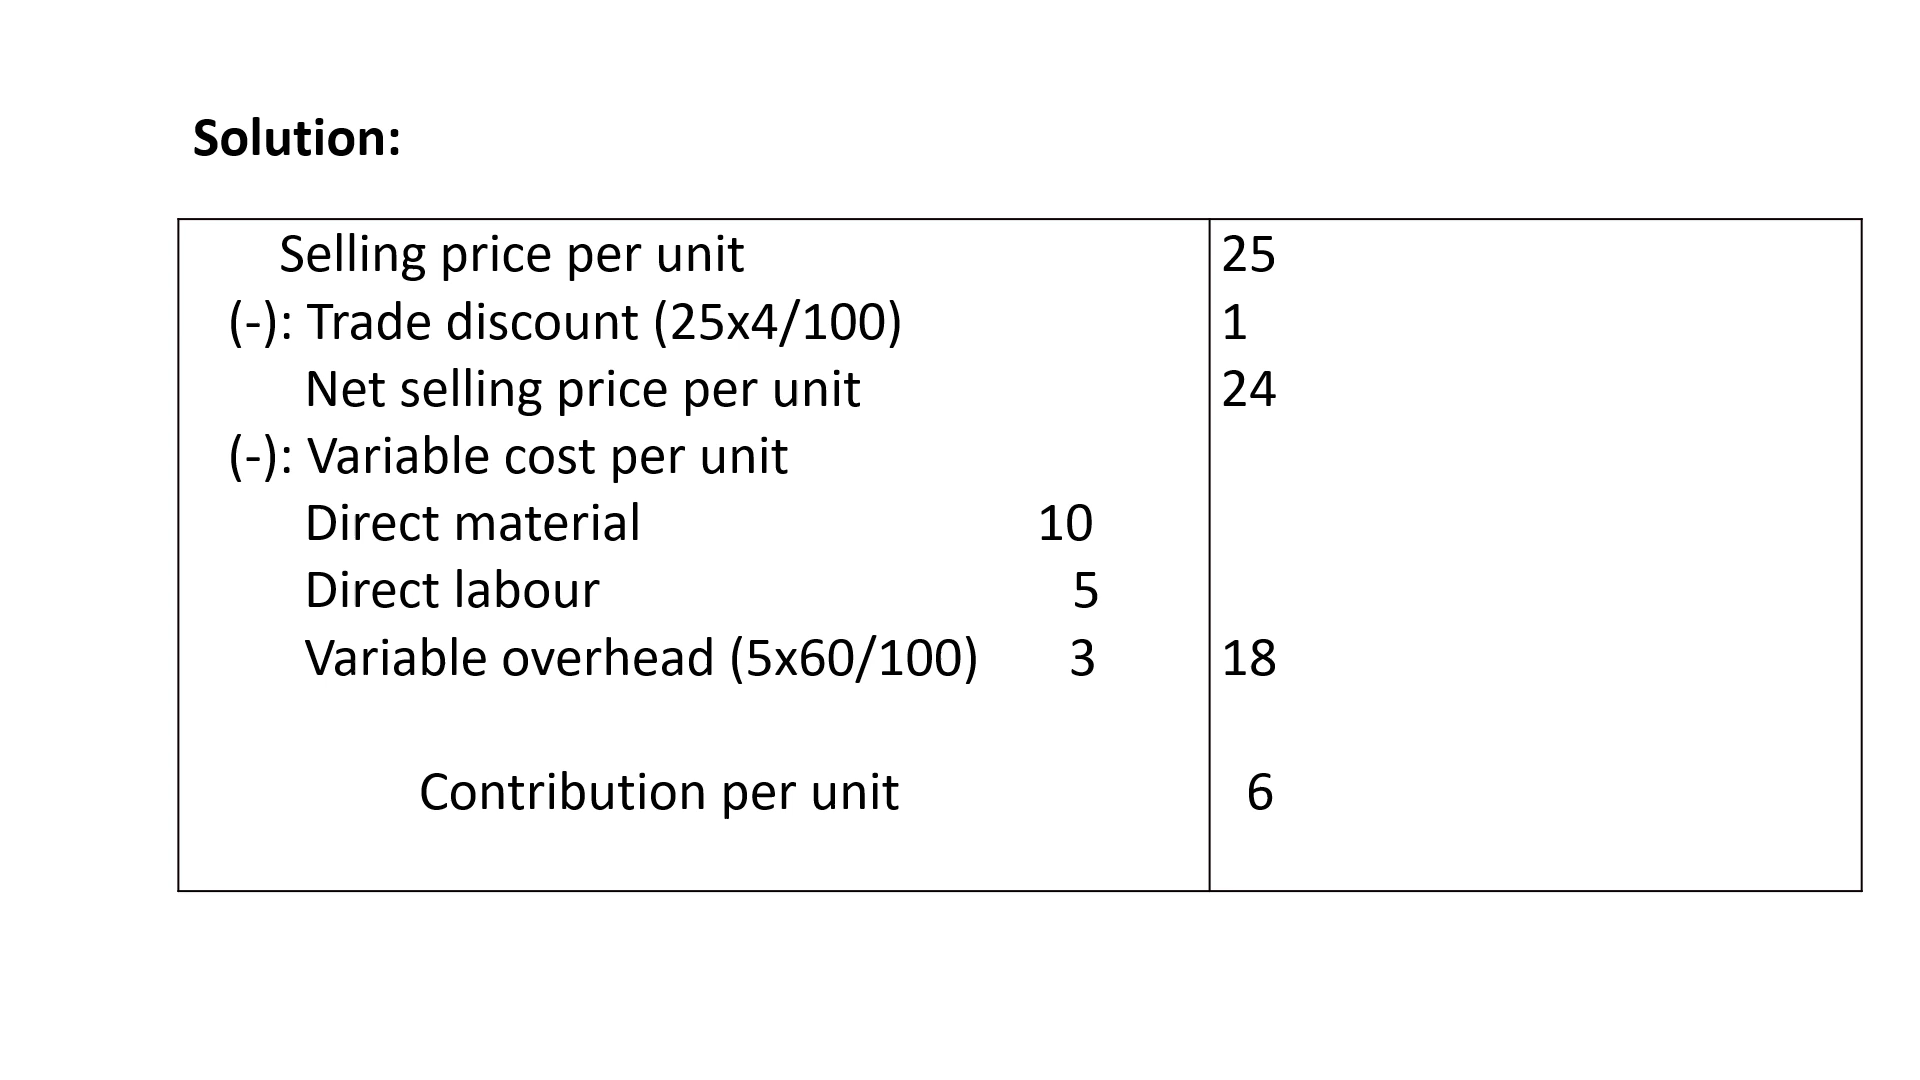 Solution:
Selling price per unit 25
(-): Trade discount (25x4/100) 1
Net selling price per unit 24
(-): Variable cost per unit
Direct material 10
Direct labour 5
Variable overhead (5x60/100) 3 18
Contribution per unit 6